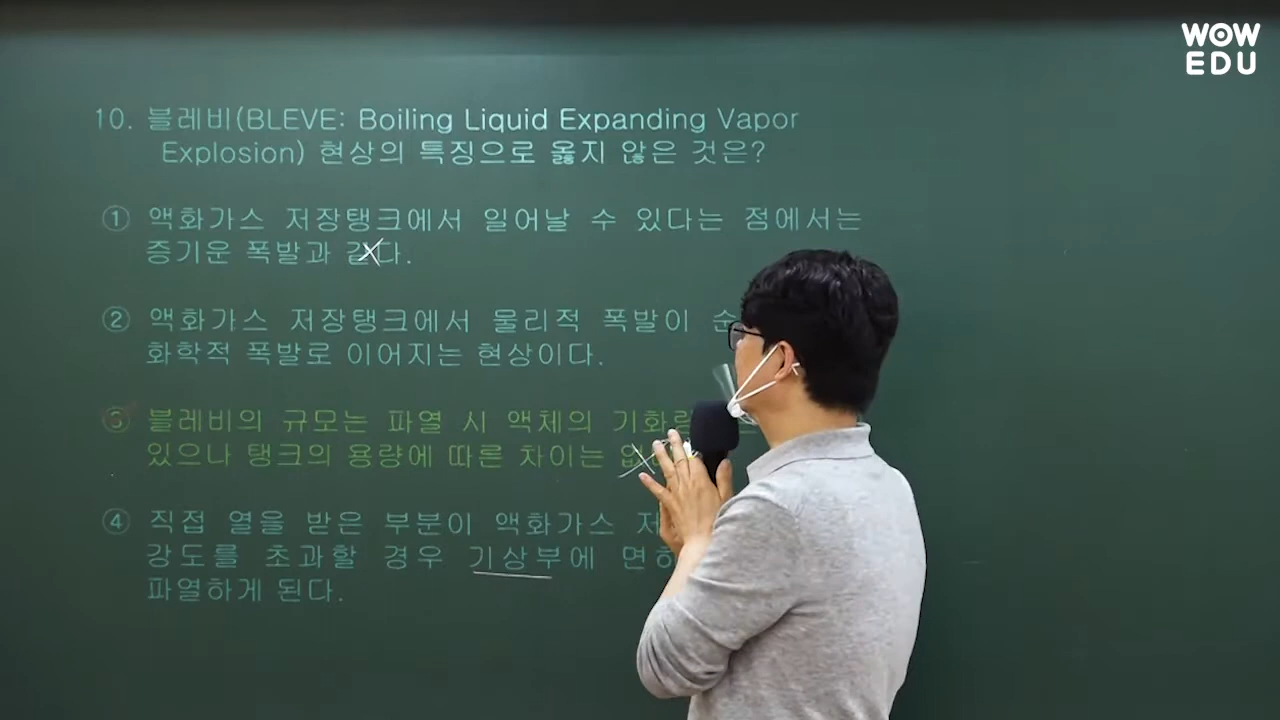 WOW
EDU
10. 블레비(BLEVE: Boiling Liquid Expanding Vapor
Explosion) 현상의 특징으로 옳지 않은 것은?
① 액화가스 저장탱크에서 일어날 수 있다는 점에서는
증기운 폭발과 같다.
② 액화가스 저장탱크에서 물리적 폭발이
화학적 폭발로 이어지는 현상이다.
③ 블레비의 규모는 파열 시 액체의
있으나 탱크의 용량에 따른 차이는
④ 직접 열을 받은 부분이 액화가스
강도를 초과할 경우 기상부에
파열하게 된다.